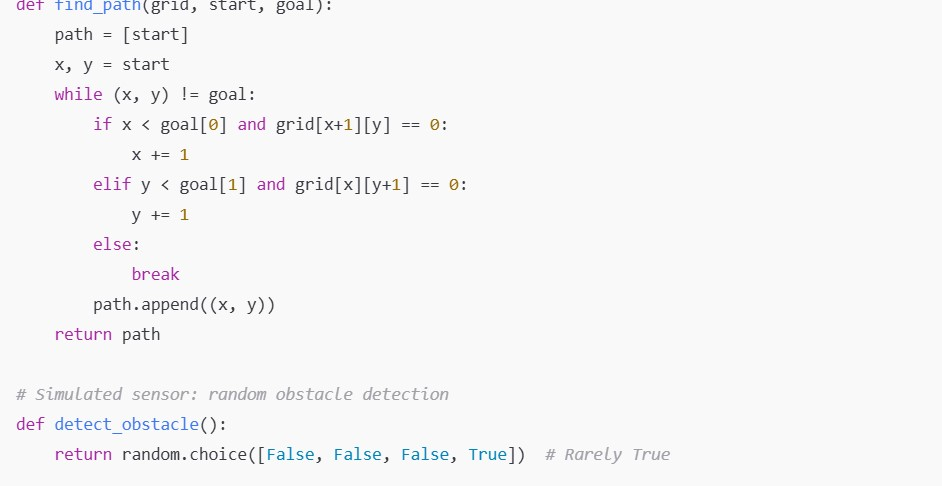 def find_path(grid, start, goal):
    path = [start]
    x, y = start
    while (x, y) != goal:
        if x < goal[0] and grid[x+1][y] == 0:
            x += 1
        elif y < goal[1] and grid[x][y+1] == 0:
            y += 1
        else:
            break
        path.append((x, y))
    return path

# Simulated sensor: random obstacle detection
def detect_obstacle():
    return random.choice([False, False, False, True])  # Rarely True